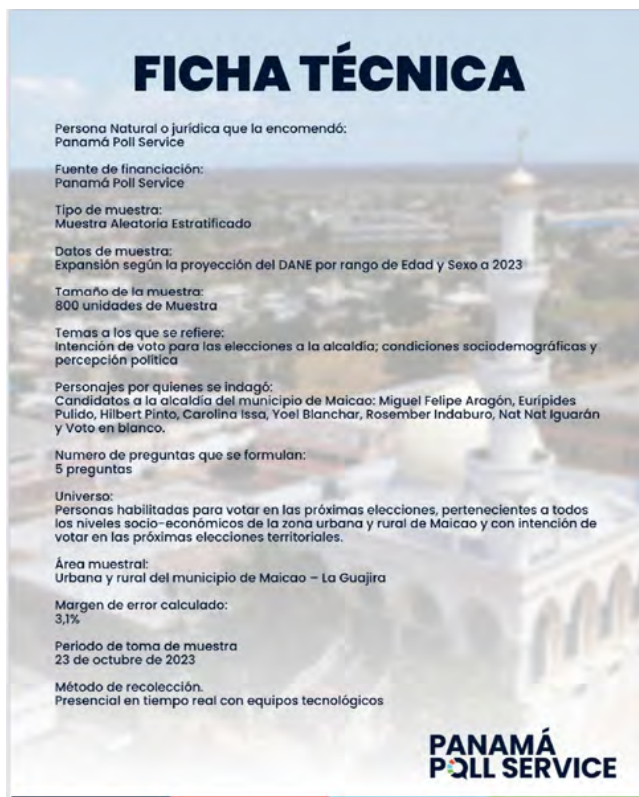 FICHA TÉCNICA
Persona Natural o jurídica que la encomendó:
Panamá Poll Service
Fuente de financiación:
Panamá Poll Service
Tipo de muestra:
Muestra Aleatoria Estratificado
Datos de muestra:
Expansión según la proyección del DANE por rango de Edad y Sexo a 2023
Tamaño de la muestra:
800 unidades de Muestra
Temas a los que se refiere:
Intención de voto para las elecciones a la alcaldía; condiciones sociodemográficas y
percepción política
Personajes por quienes se indagó:
Candidatos a la alcaldía del municipio de Maicao: Miguel Felipe Aragón, Eurípides
Pulido, Hilbert Pinto, Carolina Issa, Yoel Blanchar, Rosember Indaburo, Nat Nat Iguarán
y Voto en blanco.
Numero de preguntas que se formulan:
5 preguntas
Universo:
Personas habilitadas para votar en las próximas elecciones, pertenecientes a todos
los niveles socio-económicos de la zona urbana y rural de Maicao y con intención de
votar en las próximas elecciones territoriales.
Área muestral:
Urbana y rural del municipio de Maicao – La Guajira
Margen de error calculado:
3,1%
Periodo de toma de muestra
23 de octubre de 2023
Método de recolección.
Presencial en tiempo real con equipos tecnológicos
PANAMÁ
POLL SERVICE